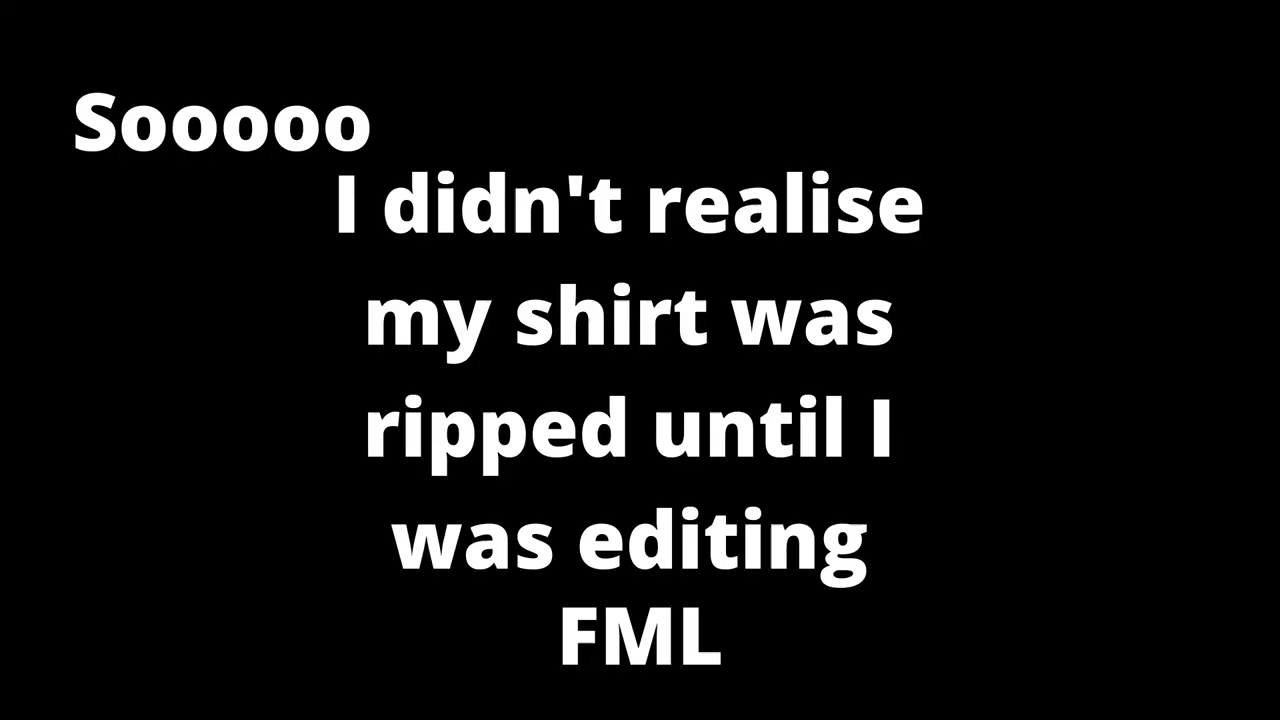 Sooooo
I didn't realise
my shirt was
ripped until I
was editing
FML